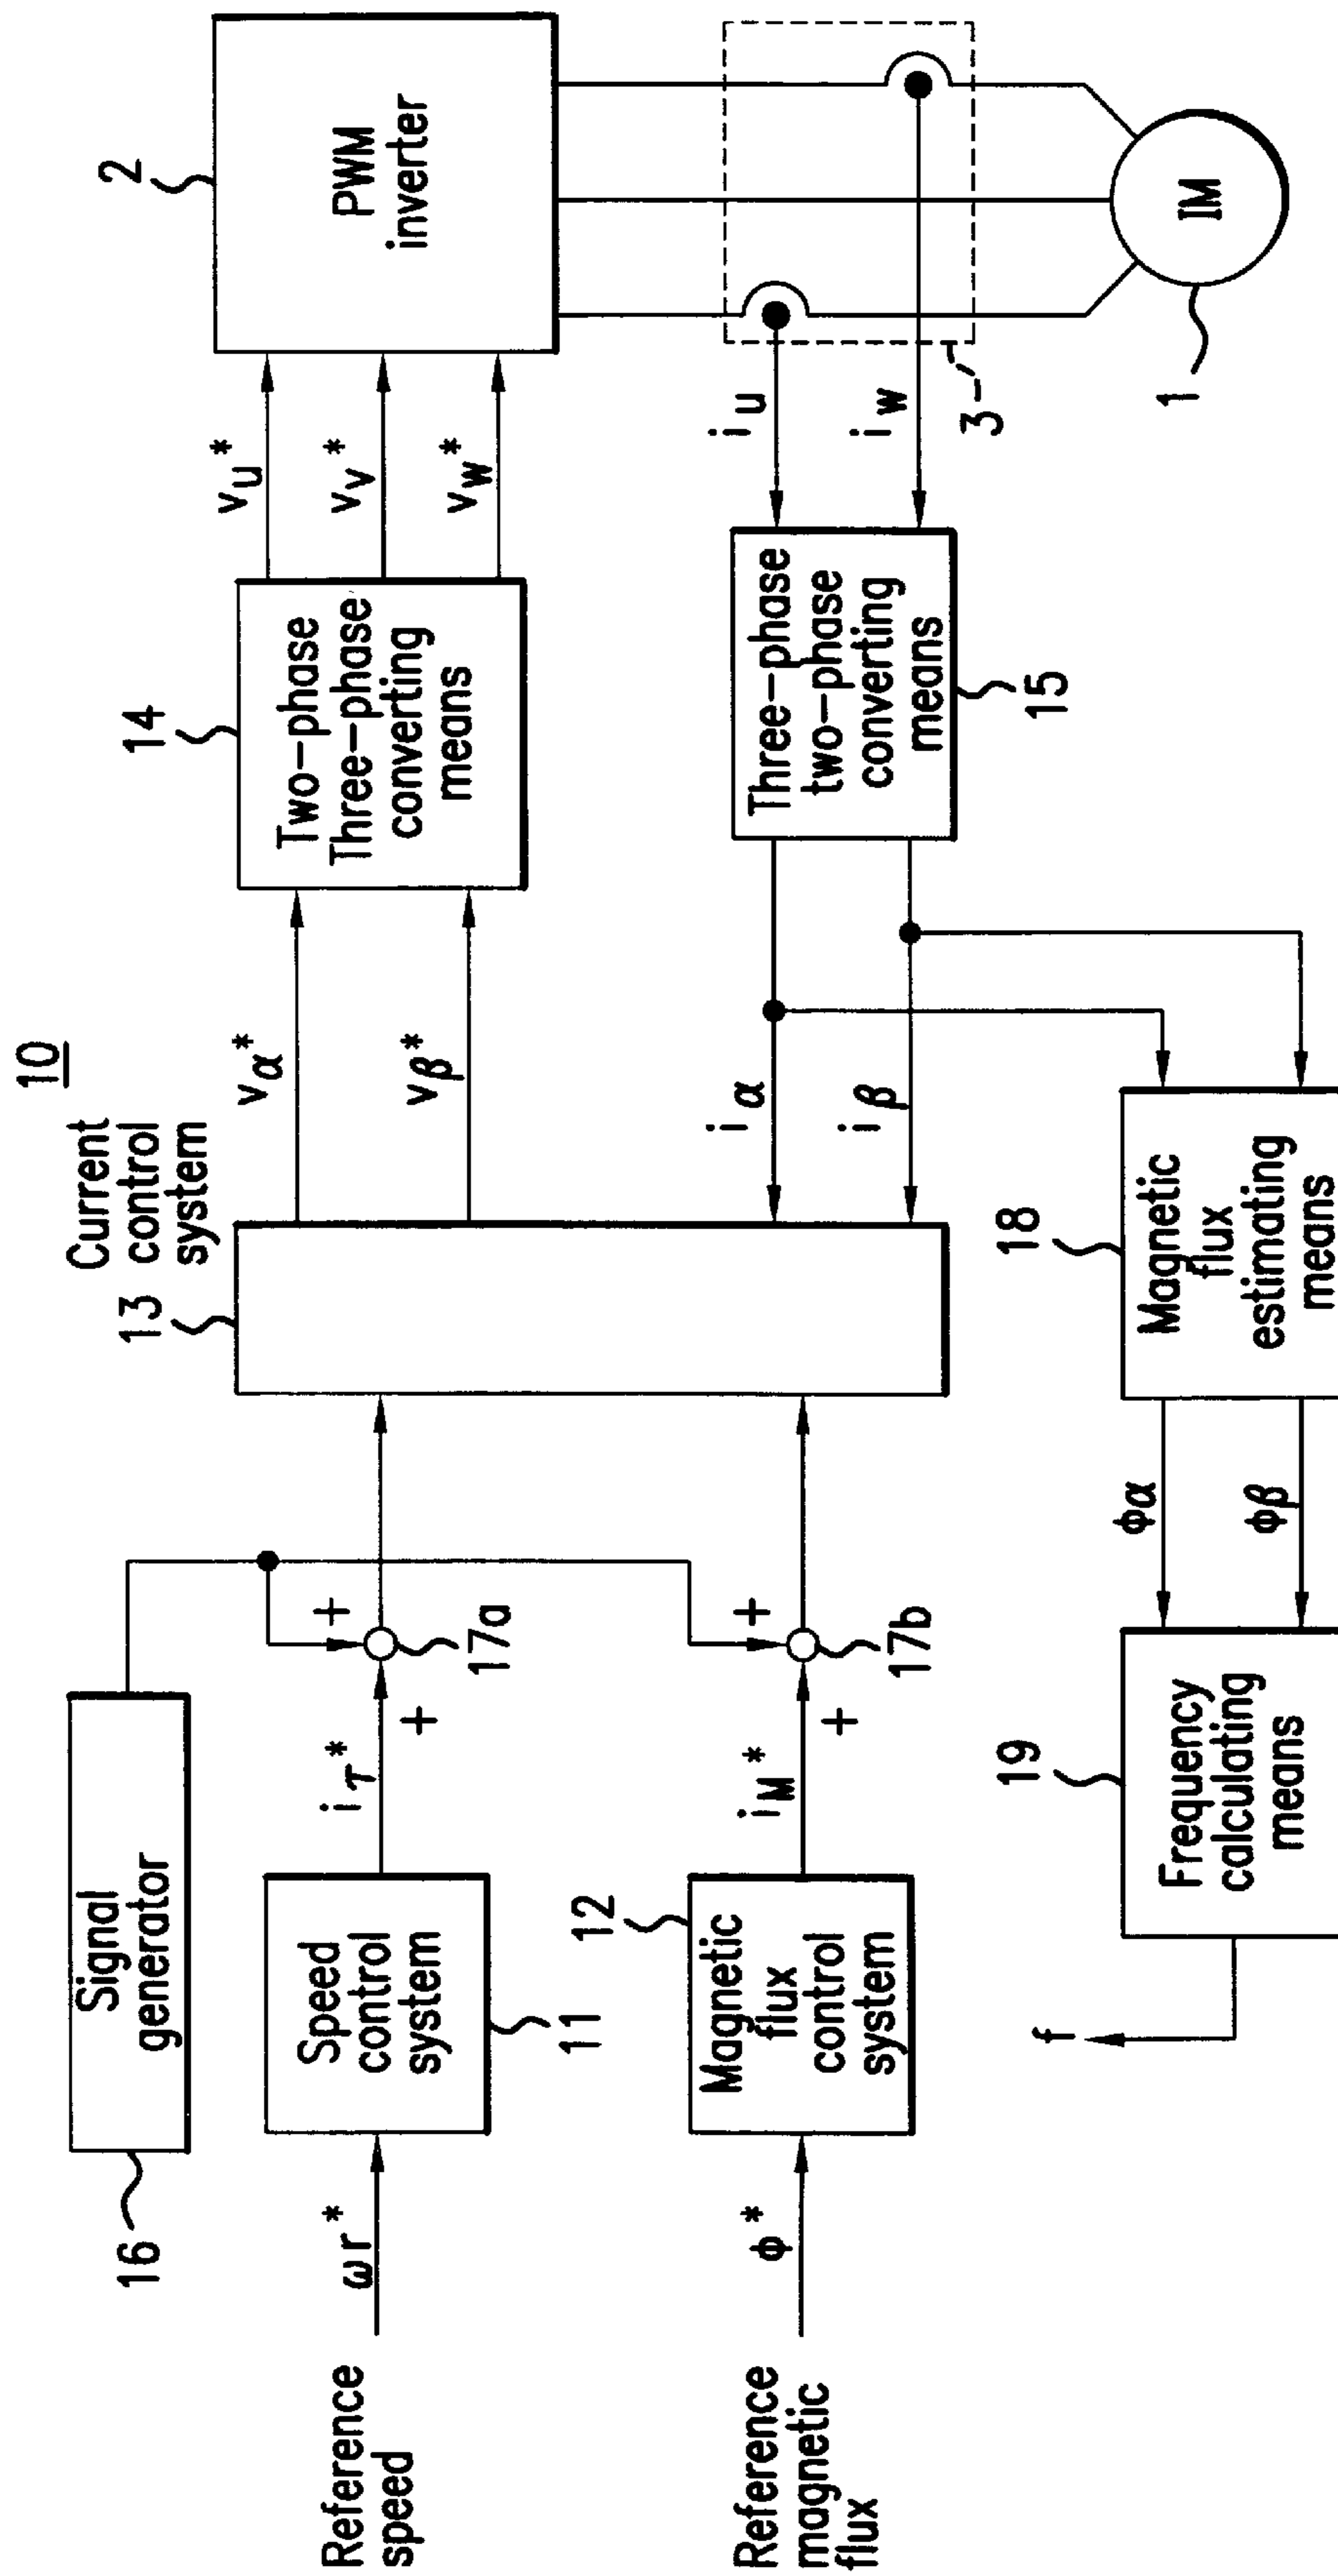 10
16
Signal
generator
Current
control
system
13
14
Two-phase
Three-phase
converting
means
2
PWM
inverter
Reference
speed
ωr*
Speed
control
system
11
iτ*
+
+
17a
vα*
vβ*
vu*
vv*
vw*
Reference
magnetic
flux
Φ*
12
Magnetic
flux
control
system
iM*
+
+
17b
iα
iβ
Three-phase
two-phase
converting
means
15
iu
iw
3
f
19
Frequency
calculating
means
Φα
Φβ
18
Magnetic
flux
estimating
means
1
IM